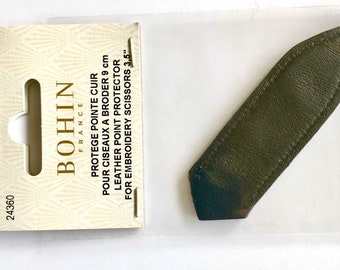 BOHIN
FRANCE
PROTEGE POINTE CUIR
POUR CISEAUX A BRODER 9 cm
LEATHER POINT PROTECTOR
FOR EMBROIDERY SCISSORS 3,5"
24360